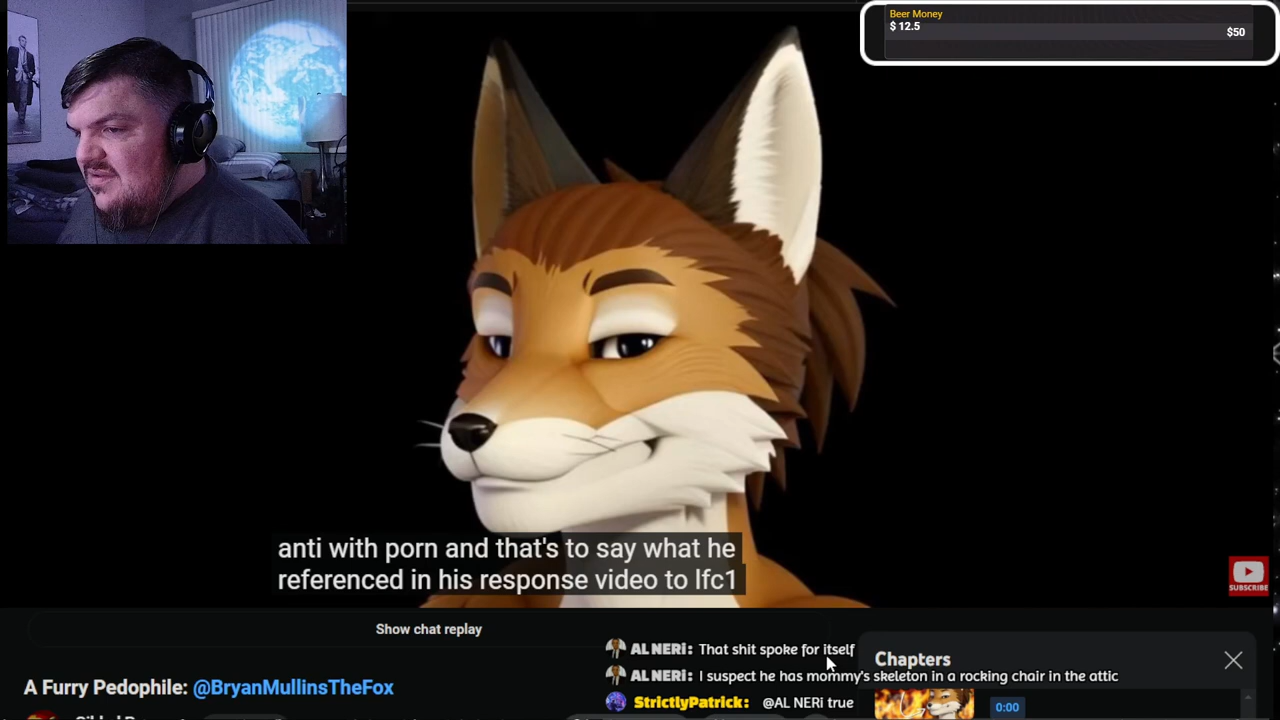 Beer Money
$ 12.5
$50
anti with porn and that's to say what he
referenced in his response video to lfc1
SUBSCRIBE
Show chat replay
AL NERi: That shit spoke for itself
Chapters
AL NERi: I suspect he has mommy's skeleton in a rocking chair in the attic
A Furry Pedophile: @BryanMullinsTheFox
StrictlyPatrick: @AL NERi true
0:00